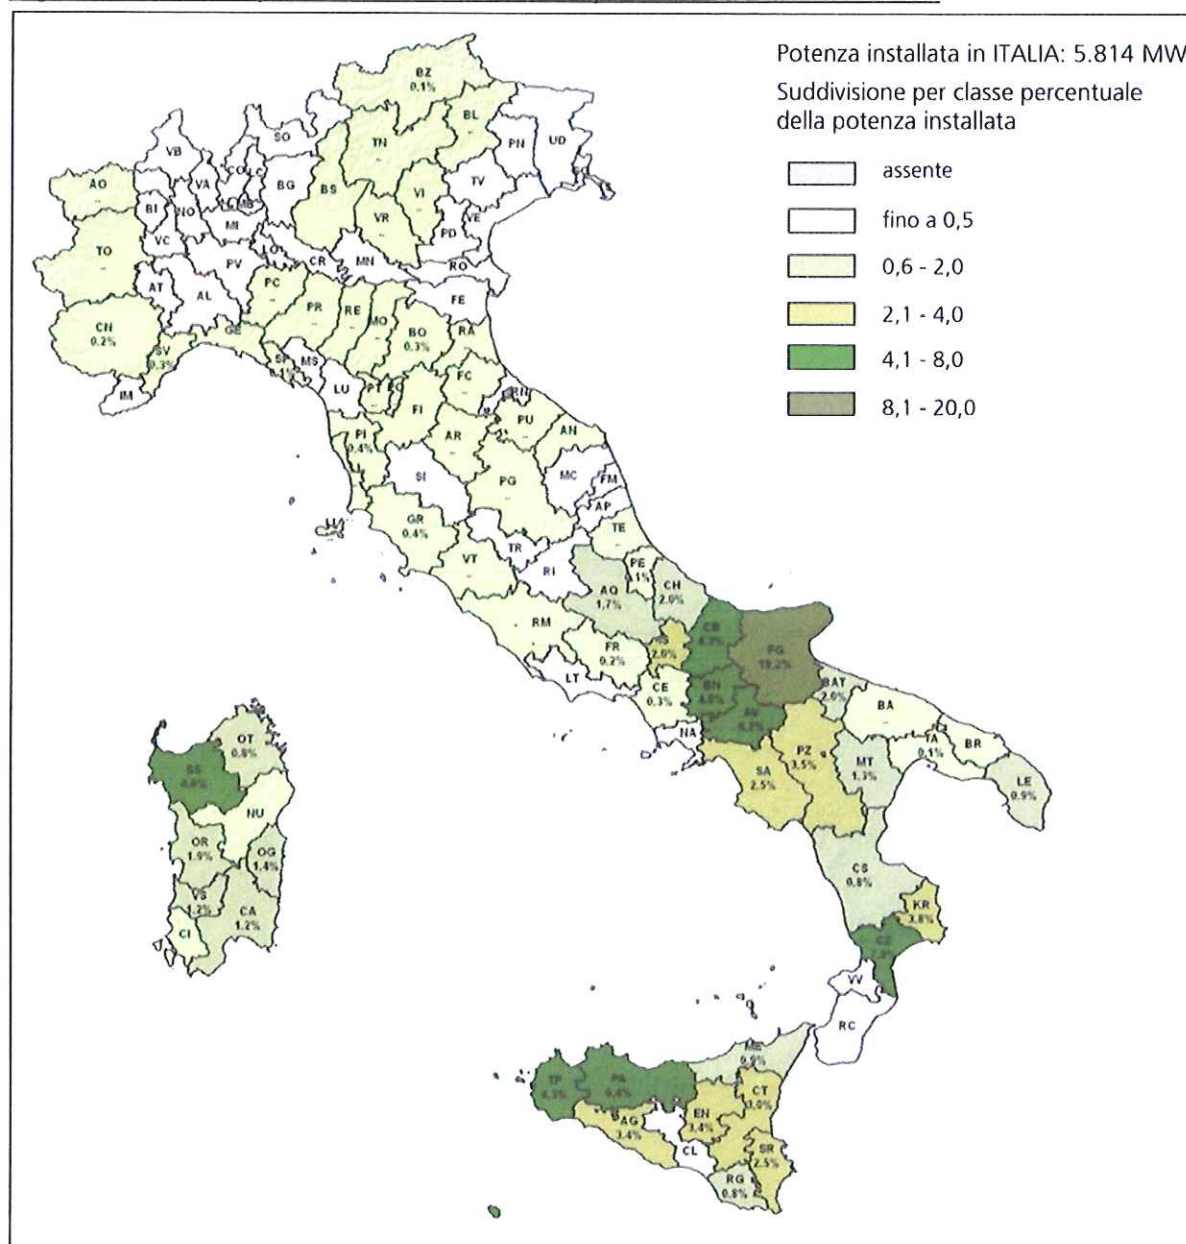 Potenza installata in ITALIA: 5.814 MW
Suddivisione per classe percentuale
della potenza installata
assente
fino a 0,5
0,6 - 2,0
2,1 - 4,0
4,1 - 8,0
8,1 - 20,0
BZ
0,1%
BL
TN
PN
UD
SO
VB
AO
VA
BG
BS
VI
TV
BI
NO
MI
VR
PD
VE
VC
TO
PV
LO
CR
MN
RO
AT
AL
PC
PR
RE
MO
FE
CN
0,2%
GE
BO
0,3%
RA
SV
0,3%
MS
IM
LU
FC
RN
FI
PU
AN
PI
0,4%
AR
SI
PG
MC
FM
AP
GR
0,4%
TE
VT
TR
RI
PE
CH
2,0%
AQ
1,7%
RM
FR
0,2%
IS
2,0%
CB
FG
LT
CE
0,3%
BN
AV
BAT
2,0%
BA
NA
TA
0,1%
BR
OT
0,8%
SA
2,5%
PZ
3,5%
MT
1,3%
LE
0,9%
SS
NU
OR
1,9%
OG
1,4%
CS
0,8%
VS
1,2%
CA
1,2%
KR
3,8%
CI
CZ
VV
RC
ME
0,9%
TP
PA
CT
3,0%
EN
3,4%
AG
3,4%
CL
SR
2,5%
RG
0,8%